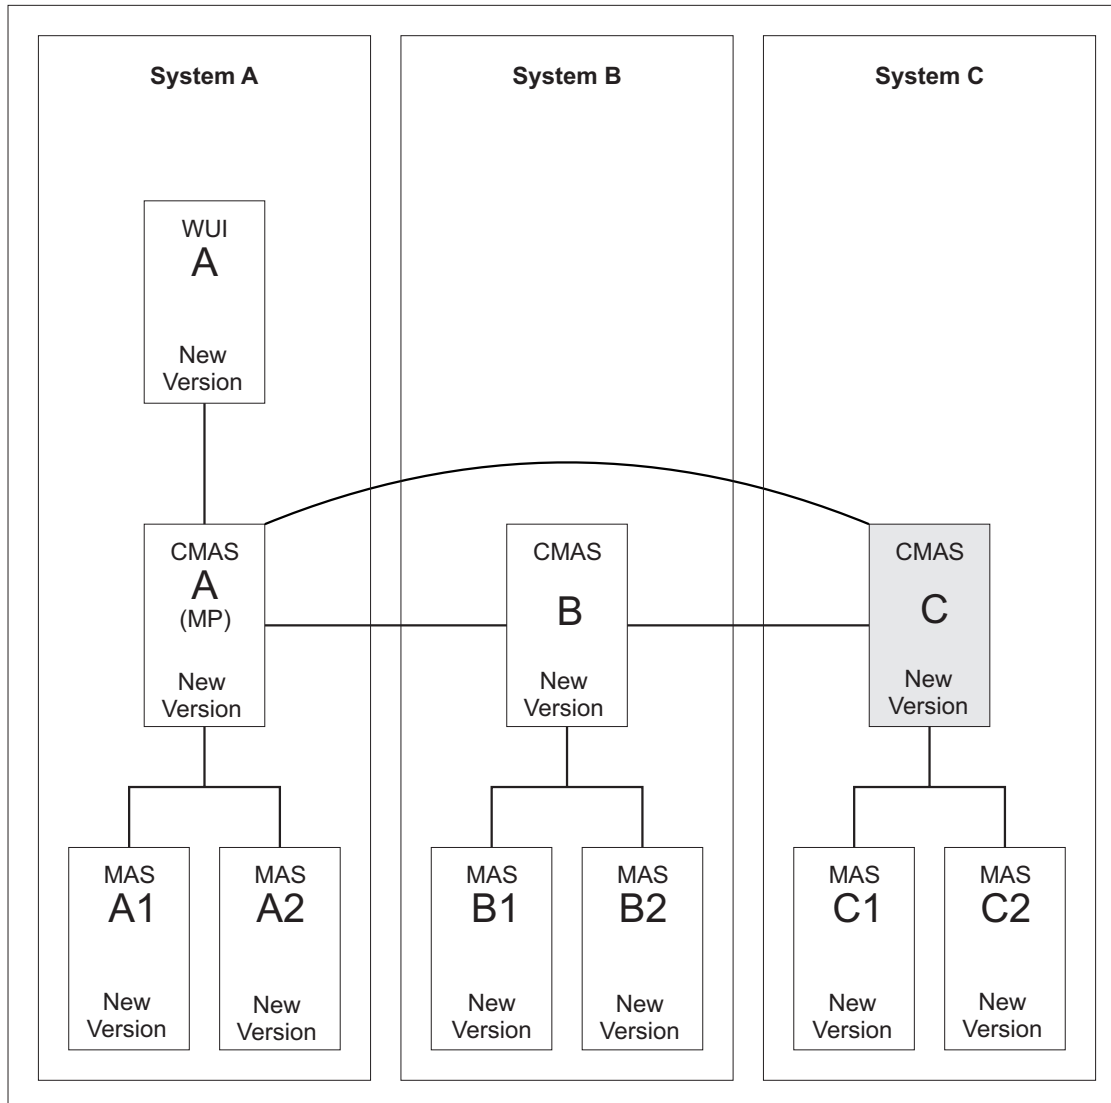 System A
System B
System C
WUI
A
New
Version
CMAS
A
(MP)
New
Version
CMAS
B
New
Version
CMAS
C
New
Version
MAS
A1
New
Version
MAS
A2
New
Version
MAS
B1
New
Version
MAS
B2
New
Version
MAS
C1
New
Version
MAS
C2
New
Version